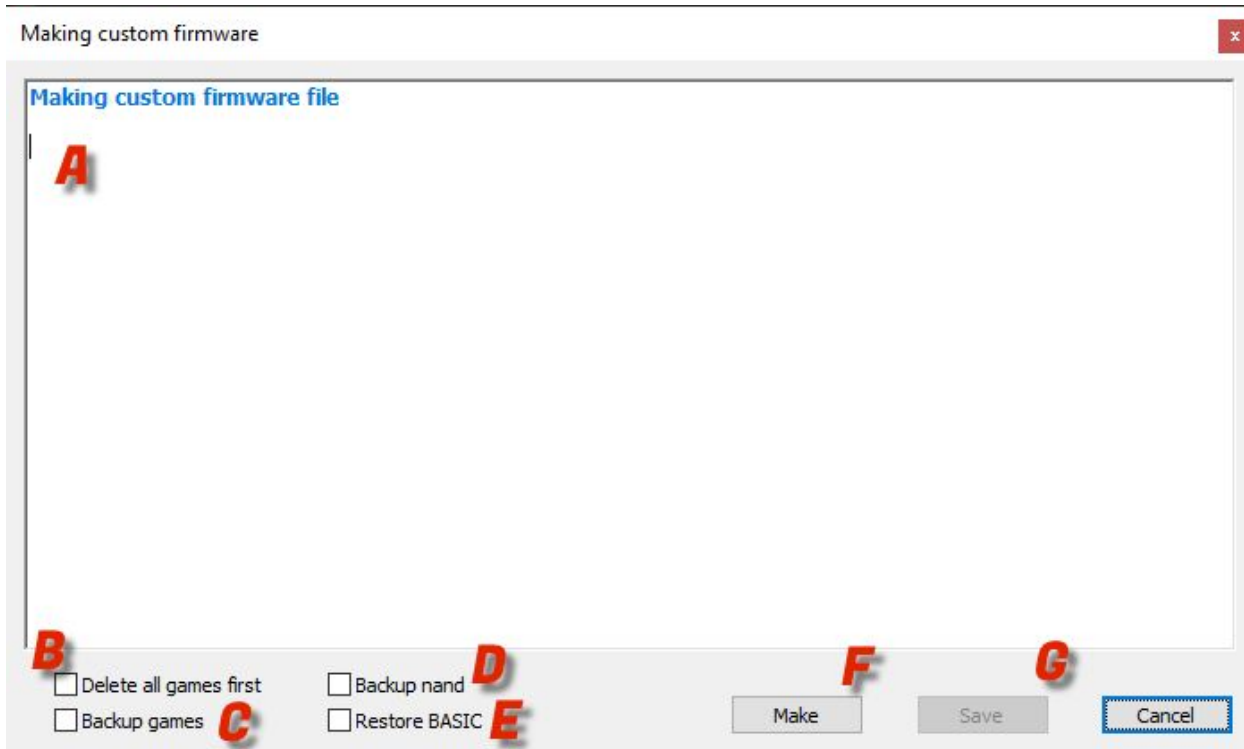 Making custom firmware
x
Making custom firmware file
A
B
D
F
G
Delete all games first
Backup nand
Backup games
C
Restore BASIC
E
Make
Save
Cancel